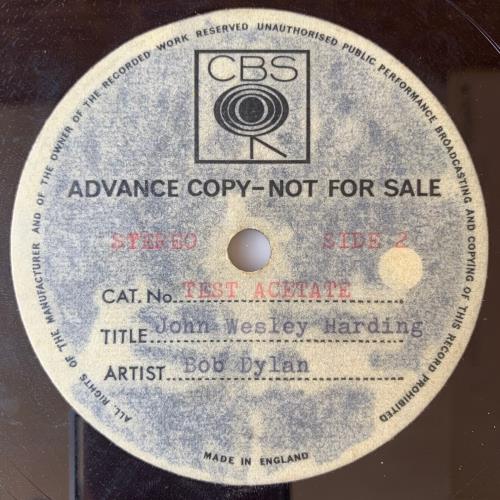 ALL RIGHTS OF THE MANUFACTURER AND OF THE OWNER OF THE RECORDED WORK RESERVED UNAUTHORISED PUBLIC PERFORMANCE BROADCASTING AND COPYING OF THIS RECORD PROHIBITED
CBS
ADVANCE COPY–NOT FOR SALE
STEREO SIDE 2
CAT. No. TEST ACETATE
TITLE John Wesley Harding
ARTIST Bob Dylan
MADE IN ENGLAND